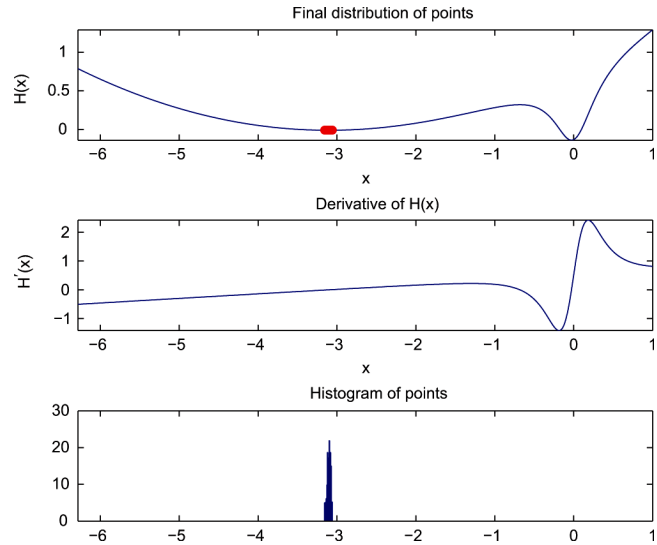 Final distribution of points
H(x)
1
0.5
0
−6 −5 −4 −3 −2 −1 0 1
x
Derivative of H(x)
H′(x)
2
1
0
−1
−6 −5 −4 −3 −2 −1 0 1
x
Histogram of points
30
20
10
0
−6 −5 −4 −3 −2 −1 0 1